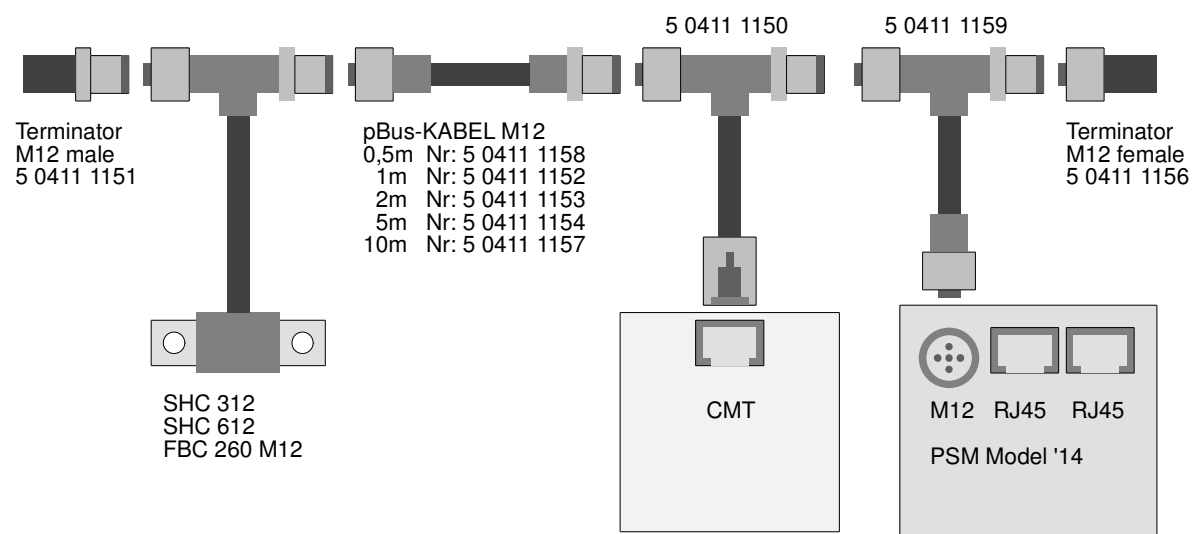 5 0411 1150
5 0411 1159
Terminator
M12 male
5 0411 1151
pBus-KABEL M12
0,5m Nr: 5 0411 1158
1m Nr: 5 0411 1152
2m Nr: 5 0411 1153
5m Nr: 5 0411 1154
10m Nr: 5 0411 1157
Terminator
M12 female
5 0411 1156
SHC 312
SHC 612
FBC 260 M12
CMT
M12 RJ45 RJ45
PSM Model '14